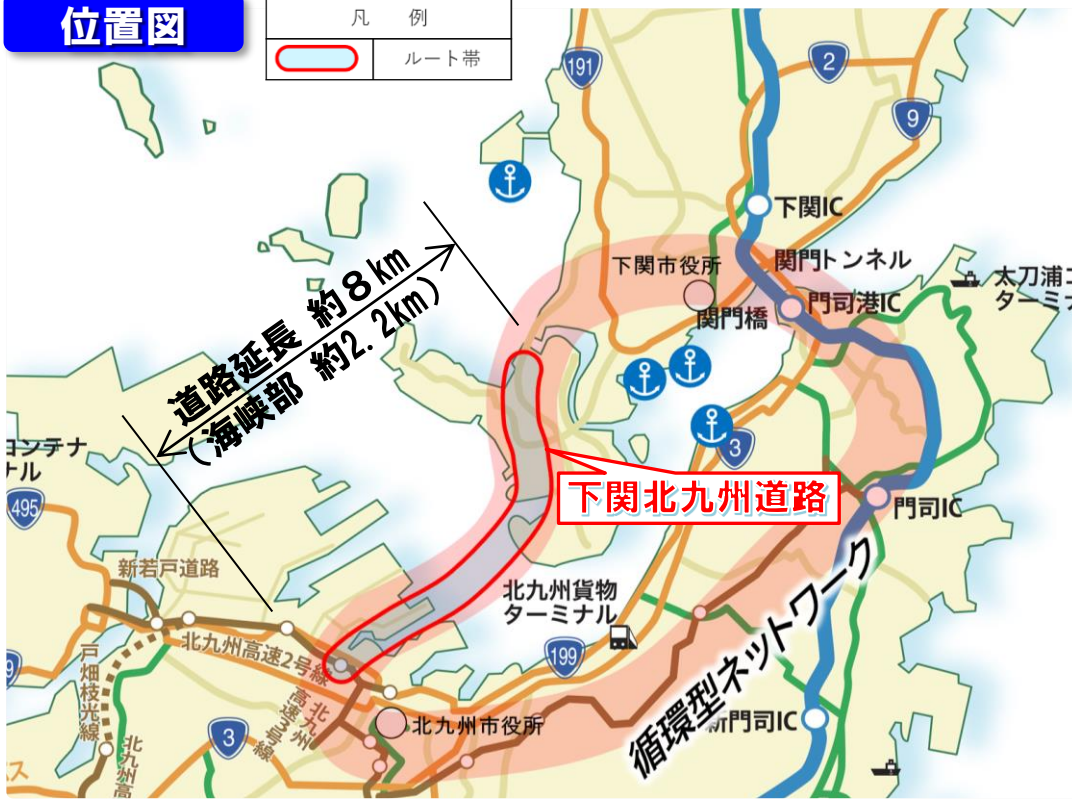 位置図
凡 例
ルート帯
191
2
9
下関IC
下関市役所
関門トンネル
太刀浦コ
ターミナ
門司港IC
関門橋
道路延長 約8km
(海峡部 約2.2km)
コンテナ
ナル
495
3
下関北九州道路
門司IC
新若戸道路
北九州貨物
ターミナル
199
北九州高速2号線
戸畑枝光線
北九州
高速5号線
北九州市役所
3
北九州高
循環型ネットワーク
新門司IC
ス
9